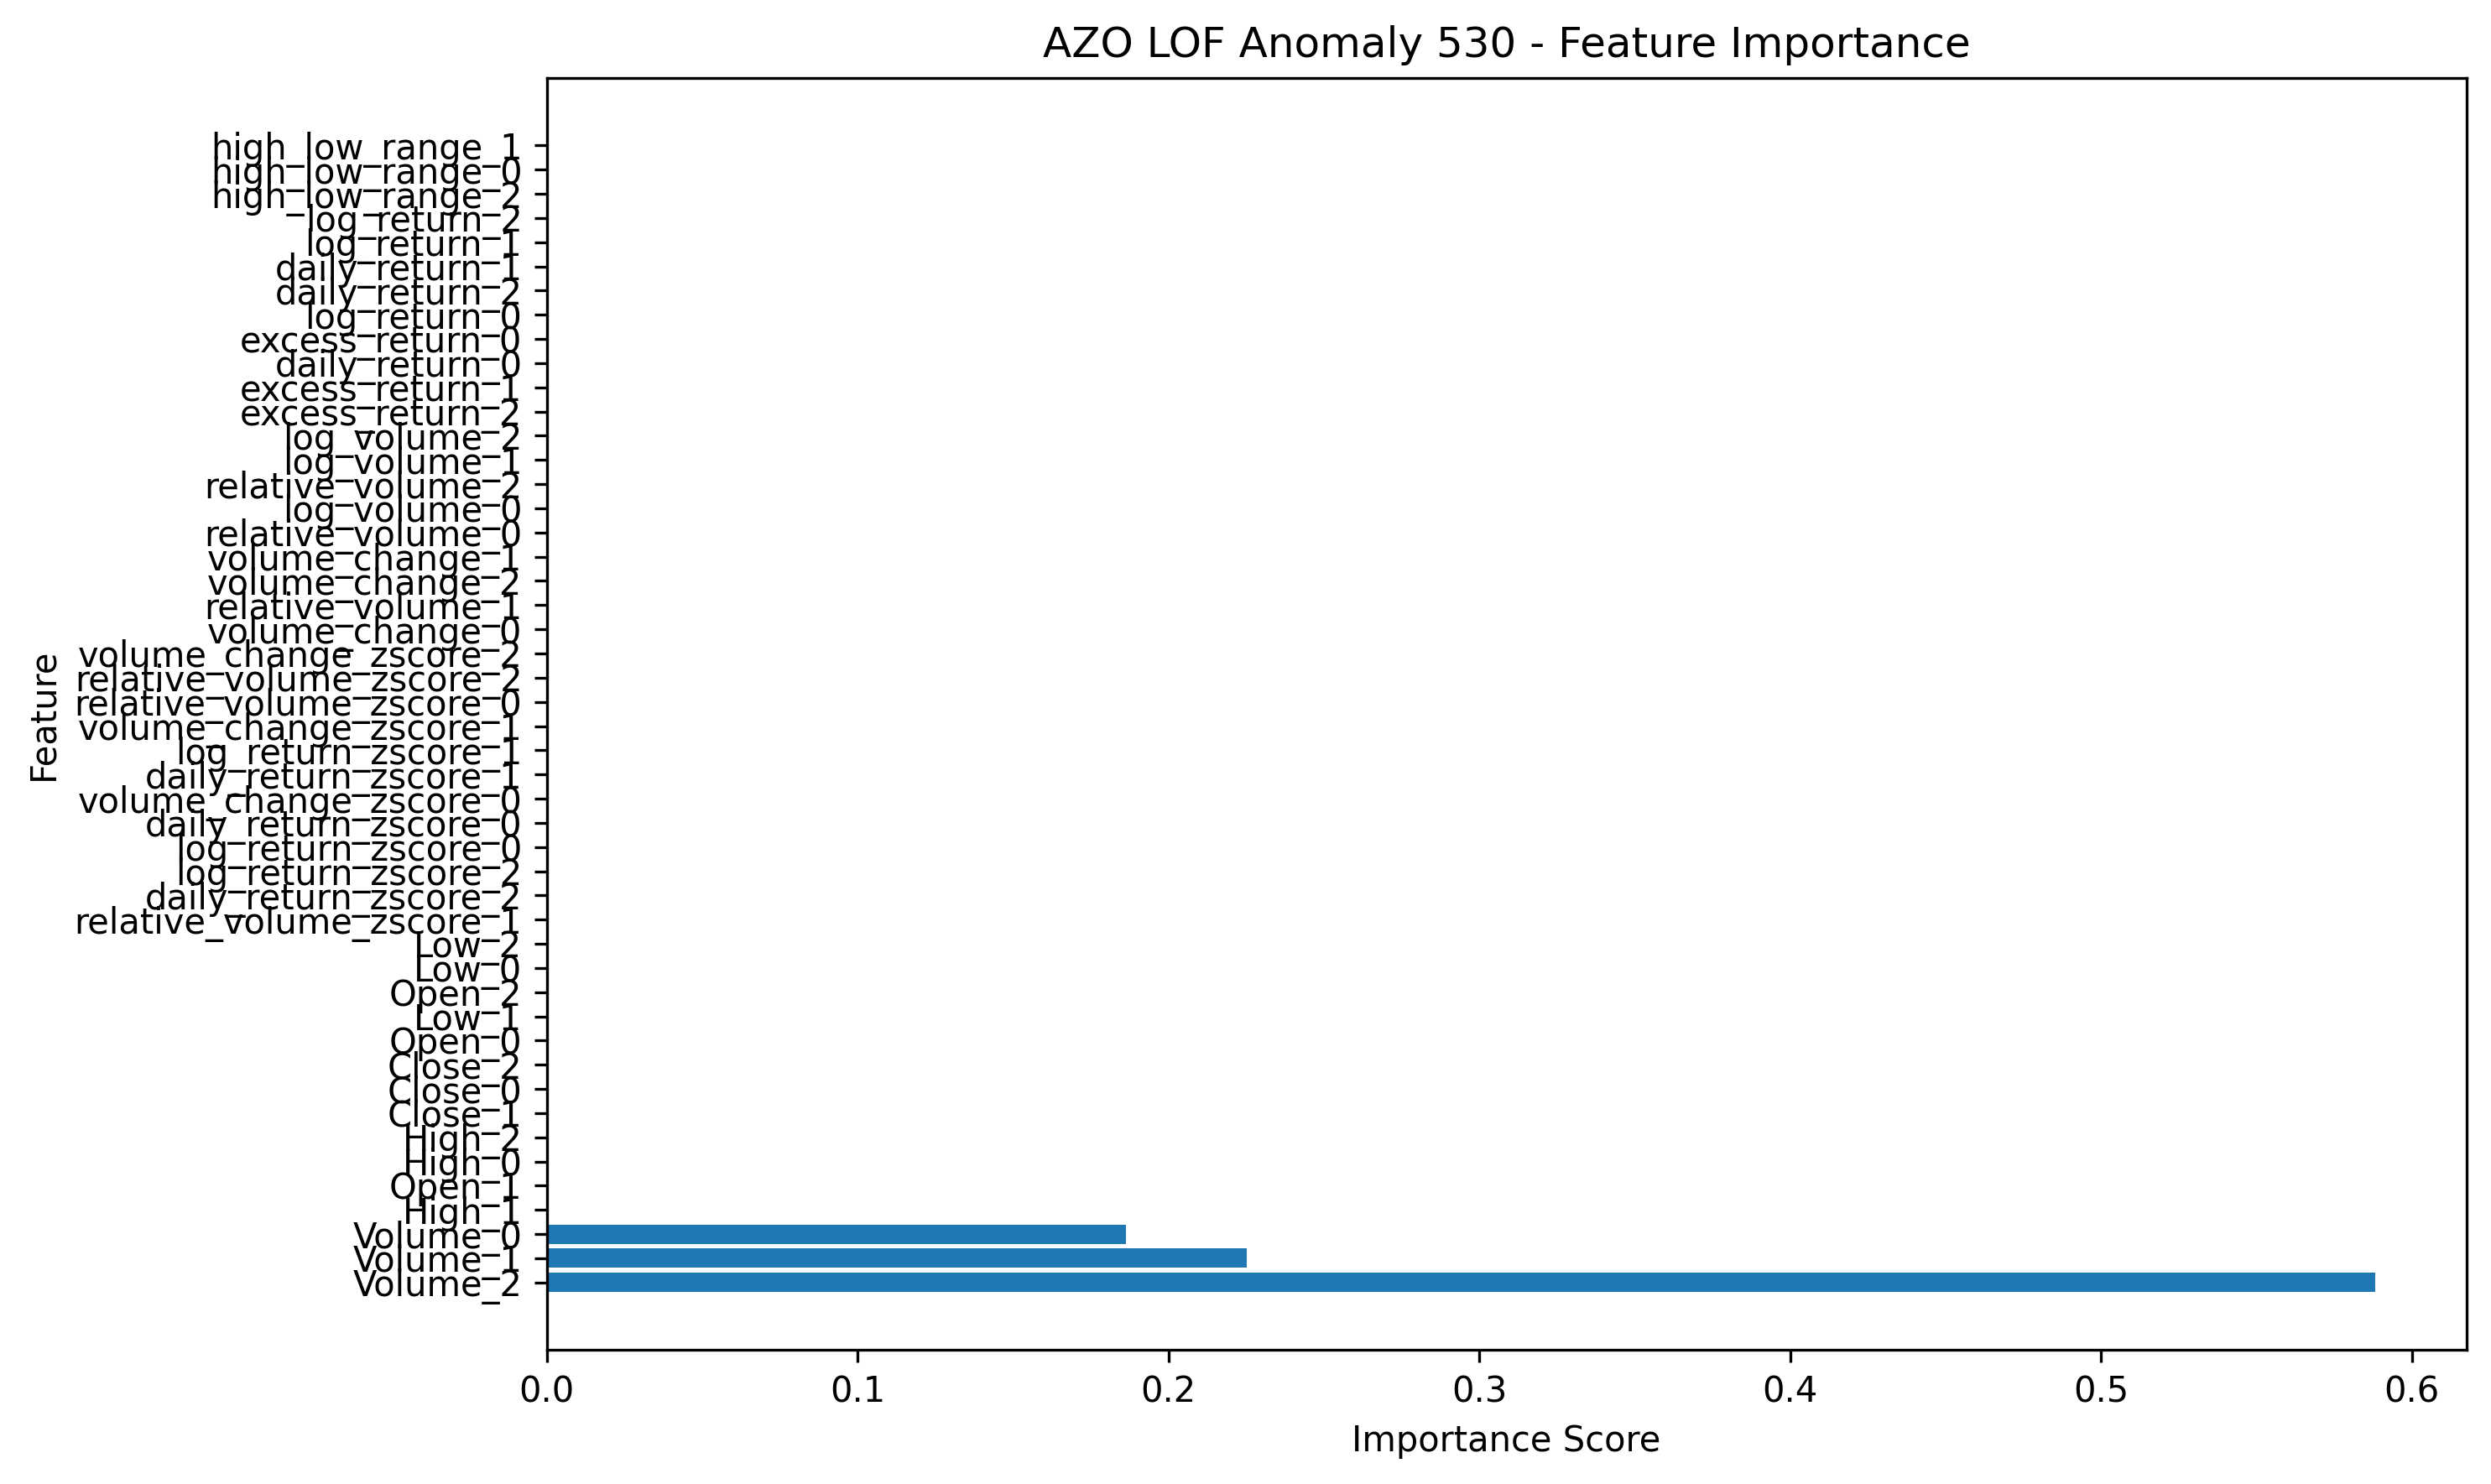 AZO LOF Anomaly 530 - Feature Importance
high_low_range_1
high_low_range_0
high_low_range_2
log_return_2
log_return_1
daily_return_1
daily_return_2
log_return_0
excess_return_0
daily_return_0
excess_return_1
excess_return_2
log_volume_2
log_volume_1
relative_volume_2
log_volume_0
relative_volume_0
volume_change_1
volume_change_2
relative_volume_1
volume_change_0
volume_change_zscore_2
relative_volume_zscore_2
relative_volume_zscore_0
volume_change_zscore_1
log_return_zscore_1
daily_return_zscore_1
volume_change_zscore_0
daily_return_zscore_0
log_return_zscore_0
log_return_zscore_2
daily_return_zscore_2
relative_volume_zscore_1
Low_2
Low_0
Open_2
Low_1
Open_0
Close_2
Close_0
Close_1
High_2
High_0
Open_1
High_1
Volume_0
Volume_1
Volume_2
Feature
0.0 0.1 0.2 0.3 0.4 0.5 0.6
Importance Score